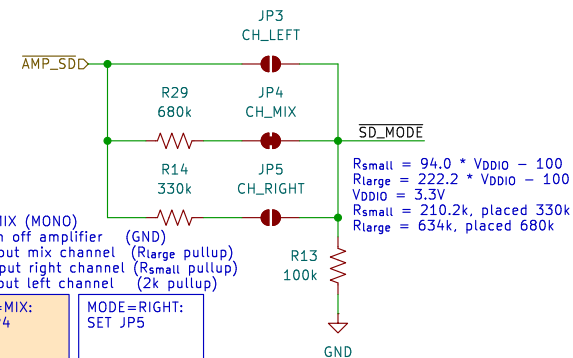 JP3
CH_LEFT
AMP_SD
R29
680k
JP4
CH_MIX
SD_MODE
R14
330k
JP5
CH_RIGHT
Rsmall = 94.0 * VDDIO - 100
Rlarge = 222.2 * VDDIO - 100
VDDIO = 3.3V
Rsmall = 210.2k, placed 330k
Rlarge = 634k, placed 680k
MIX (MONO)
off amplifier (GND)
mix channel (Rlarge pullup)
right channel (Rsmall pullup)
left channel (2k pullup)
R13
100k
=MIX:
MODE=RIGHT:
SET JP5
GND